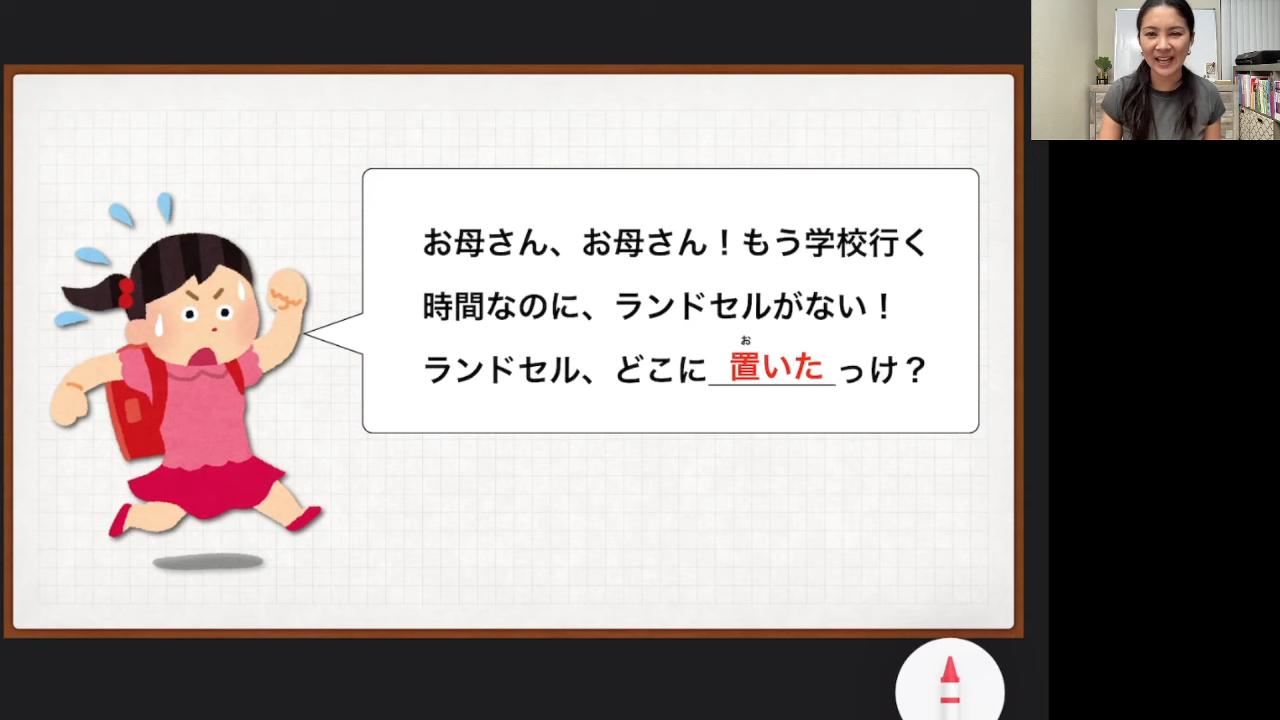 お母さん、お母さん！もう学校行く
時間なのに、ランドセルがない！
お
ランドセル、どこに置いたっけ？